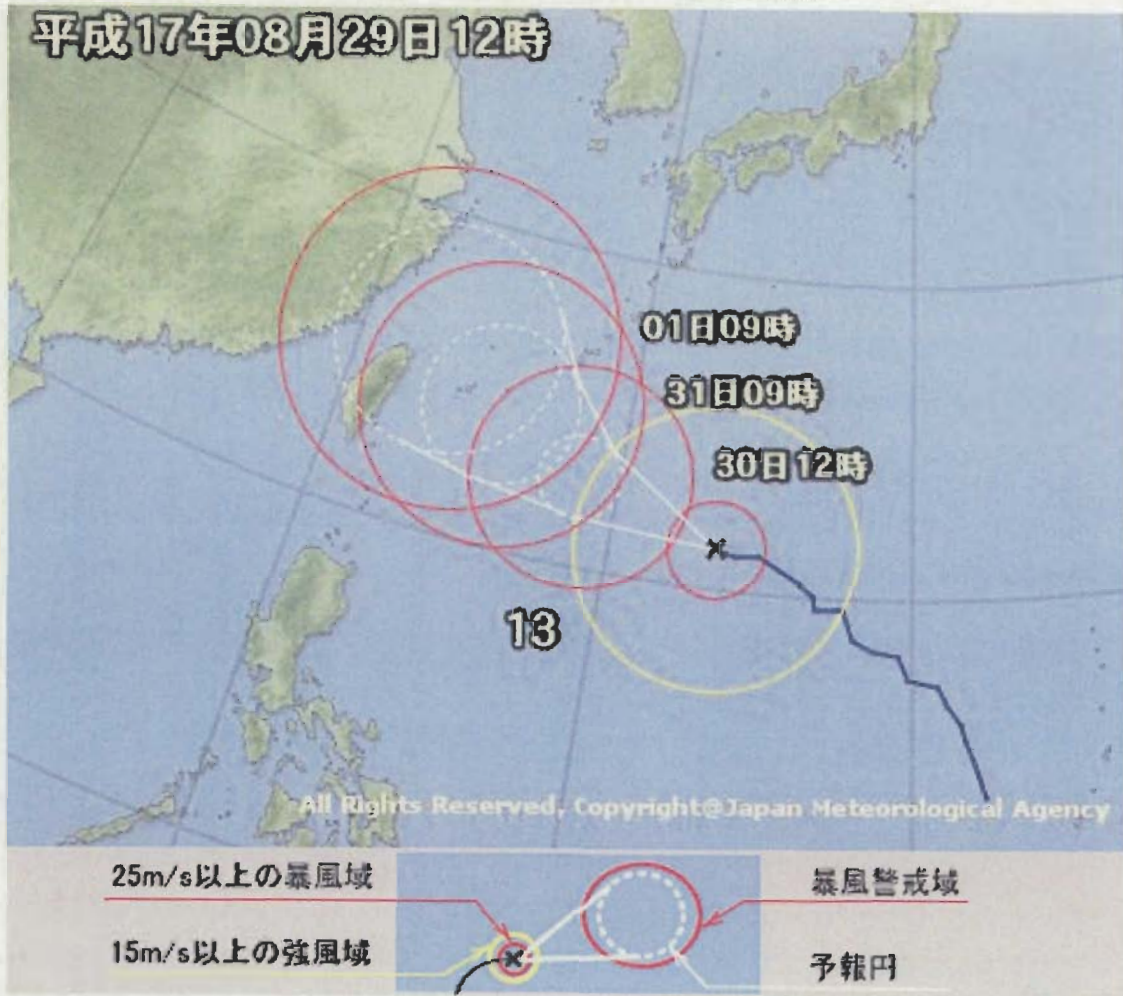 平成17年08月29日12時
01日09時
31日09時
30日12時
13
All Rights Reserved, Copyright@Japan Meteorological Agency
25m/s以上の暴風域
暴風警戒域
15m/s以上の強風域
予報円